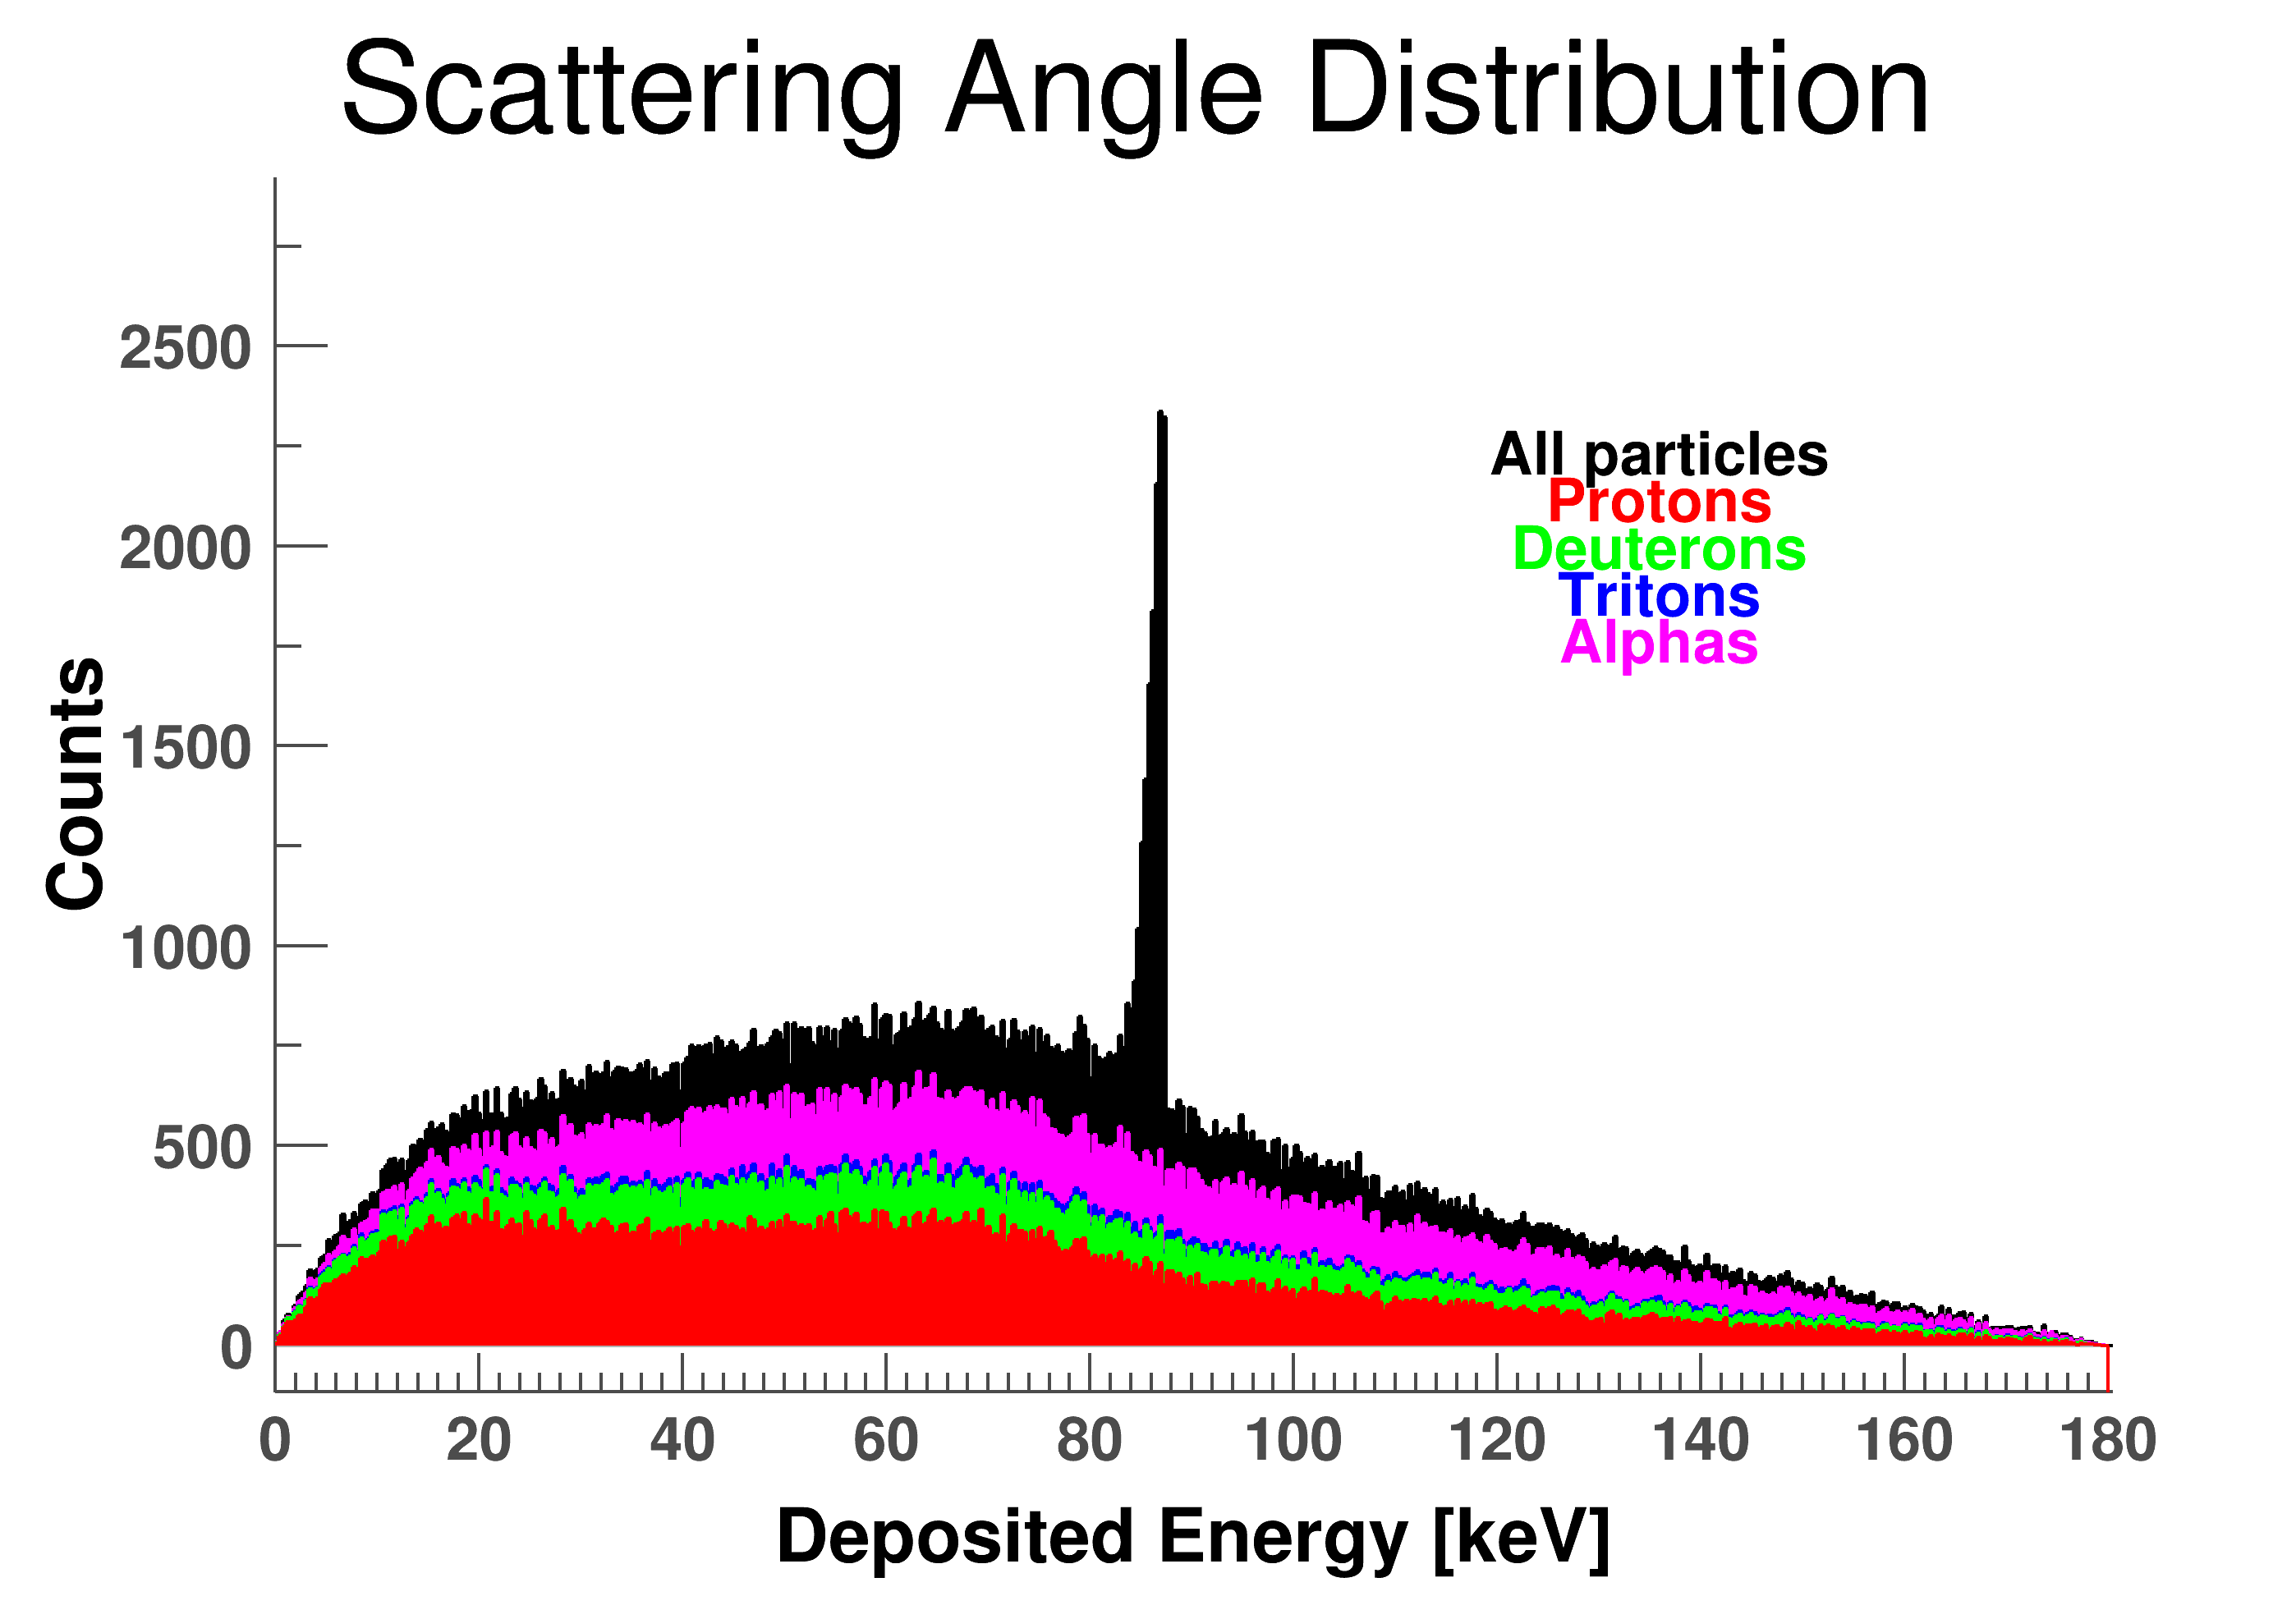 Scattering Angle Distribution
Counts
2500
2000
1500
1000
500
0
All particles
Protons
Deuterons
Tritons
Alphas
0 20 40 60 80 100 120 140 160 180
Deposited Energy [keV]